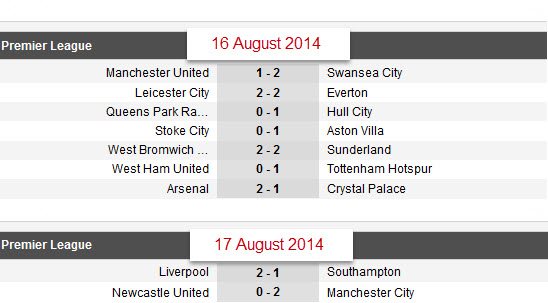 Premier League 16 August 2014
Manchester United 1 - 2 Swansea City
Leicester City 2 - 2 Everton
Queens Park Ra... 0 - 1 Hull City
Stoke City 0 - 1 Aston Villa
West Bromwich ... 2 - 2 Sunderland
West Ham United 0 - 1 Tottenham Hotspur
Arsenal 2 - 1 Crystal Palace
Premier League 17 August 2014
Liverpool 2 - 1 Southampton
Newcastle United 0 - 2 Manchester City